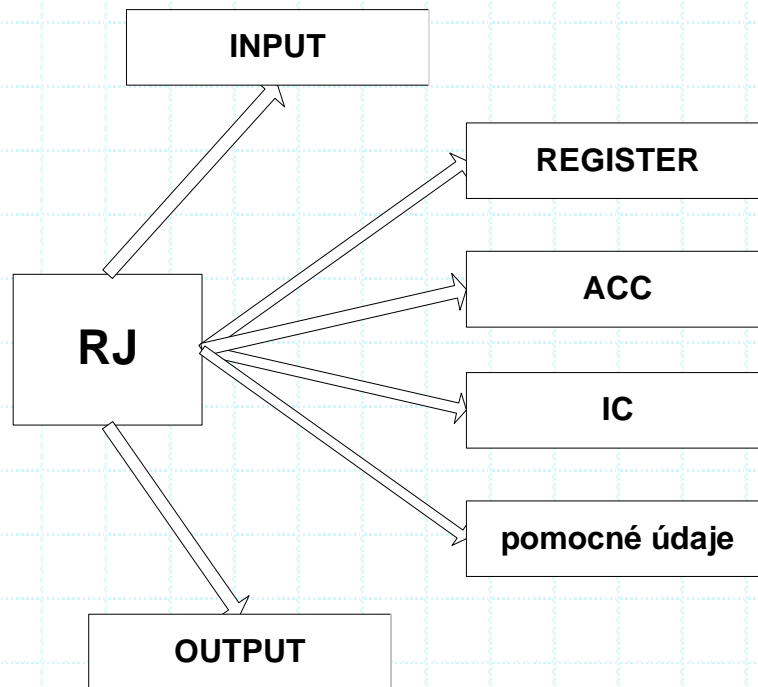 INPUT
REGISTER
ACC
RJ
IC
pomocné údaje
OUTPUT